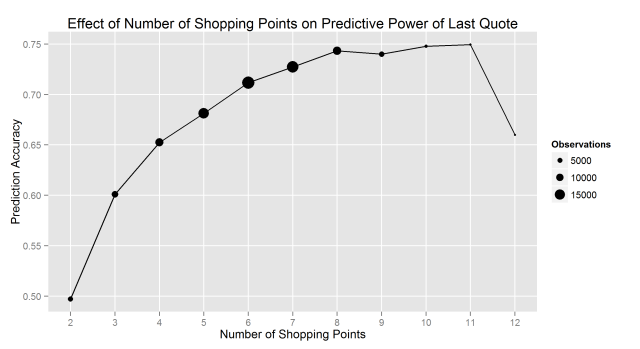 Effect of Number of Shopping Points on Predictive Power of Last Quote
Prediction Accuracy
0.75
0.70
0.65
0.60
0.55
0.50
2 3 4 5 6 7 8 9 10 11 12
Number of Shopping Points
Observations
5000
10000
15000